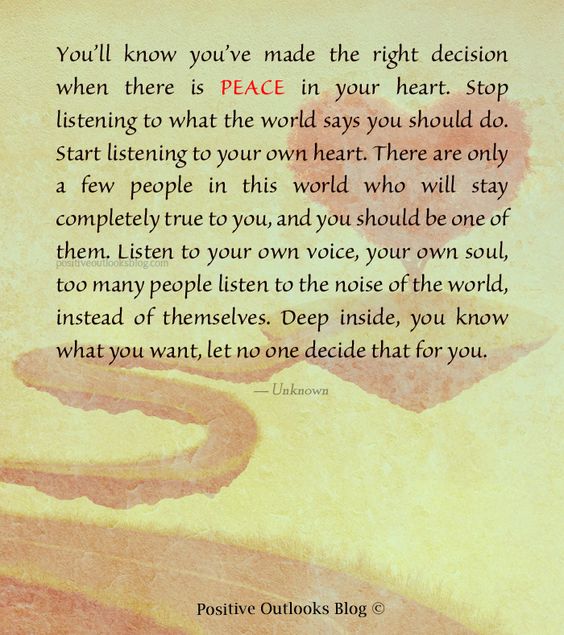 You'll know you've made the right decision
when there is PEACE in your heart. Stop
listening to what the world says you should do.
Start listening to your own heart. There are only
a few people in this world who will stay
completely true to you, and you should be one of
them. Listen to your own voice, your own soul,
positiveoutlooksblog.com
too many people listen to the noise of the world,
instead of themselves. Deep inside, you know
what you want, let no one decide that for you.
— Unknown
Positive Outlooks Blog ©